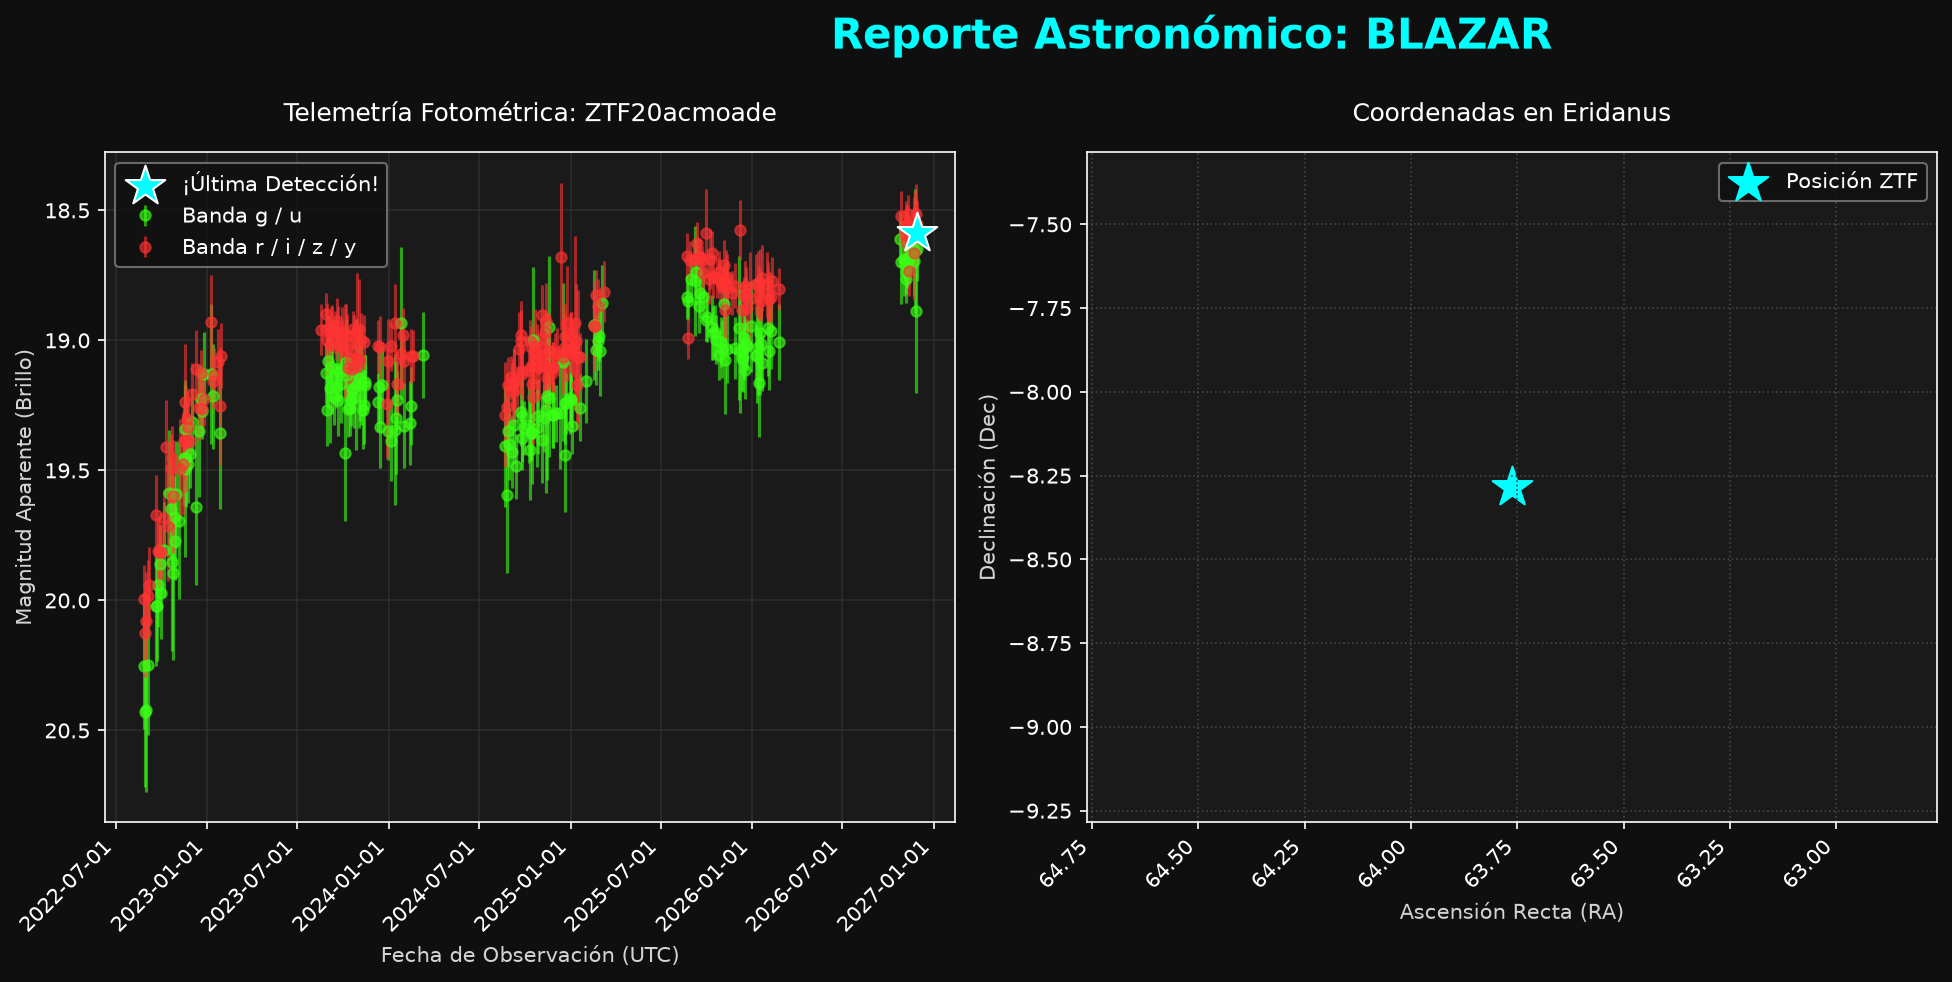 Reporte Astronómico: BLAZAR
Telemetría Fotométrica: ZTF20acmoade
¡Última Detección!
Banda g / u
Banda r / i / z / y
Magnitud Aparente (Brillo)
18.5
19.0
19.5
20.0
20.5
2022-07-01
2023-01-01
2023-07-01
2024-01-01
2024-07-01
2025-01-01
2025-07-01
2026-01-01
2026-07-01
2027-01-01
Fecha de Observación (UTC)
Coordenadas en Eridanus
Posición ZTF
Declinación (Dec)
−7.50
−7.75
−8.00
−8.25
−8.50
−8.75
−9.00
−9.25
64.75
64.50
64.25
64.00
63.75
63.50
63.25
63.00
Ascensión Recta (RA)